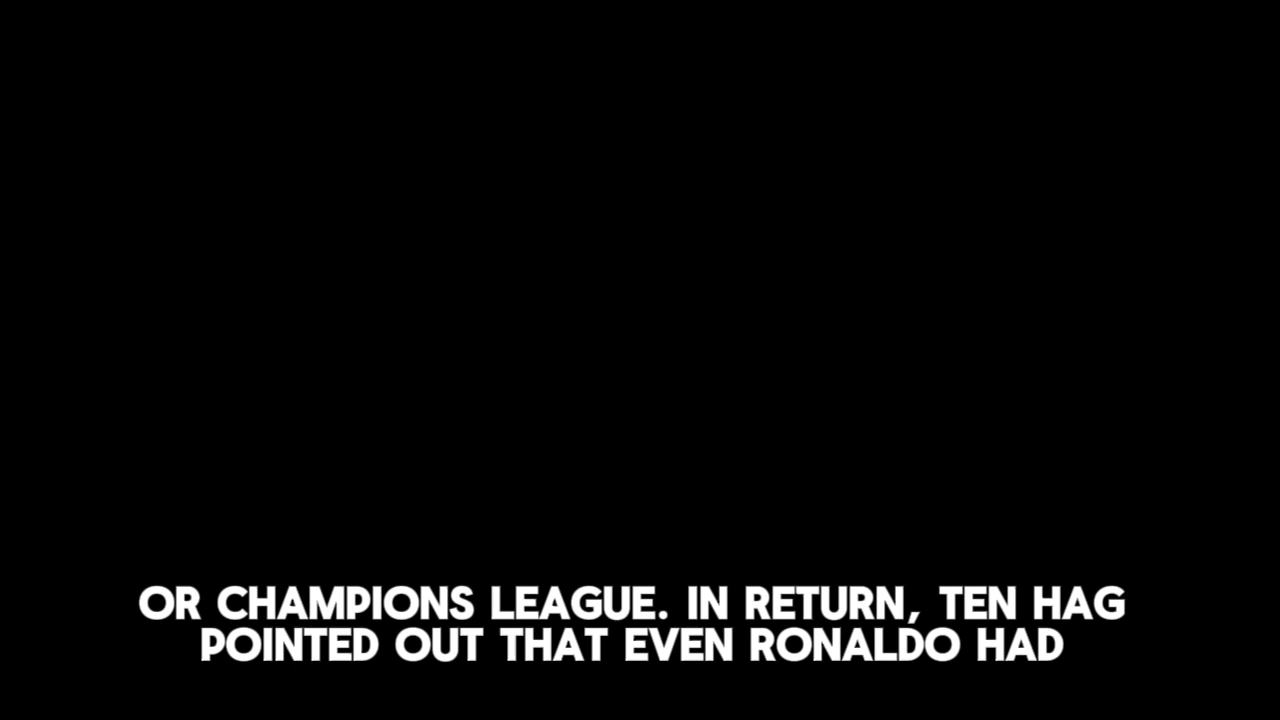 OR CHAMPIONS LEAGUE. IN RETURN, TEN HAG
POINTED OUT THAT EVEN RONALDO HAD